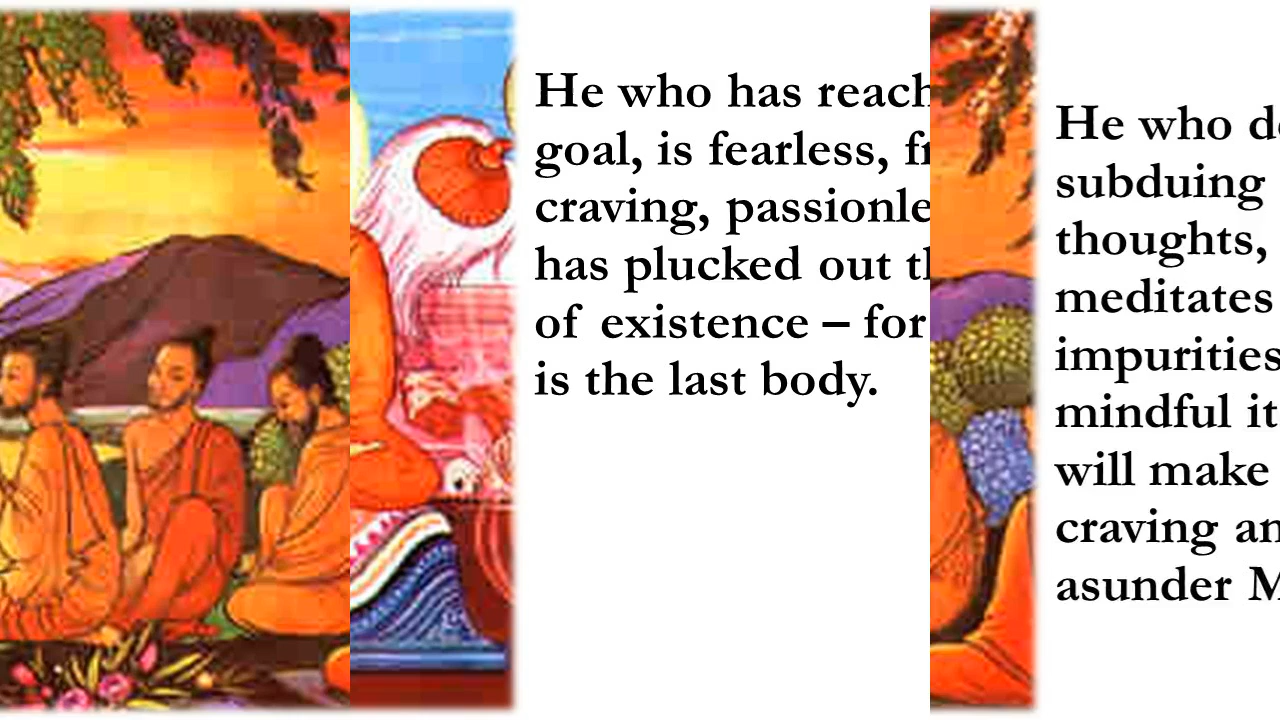 He who has reach
goal, is fearless, fr
craving, passionle
has plucked out th
of existence – for
is the last body.
He who de
subduing
thoughts,
meditates
impurities
mindful it
will make
craving an
asunder M